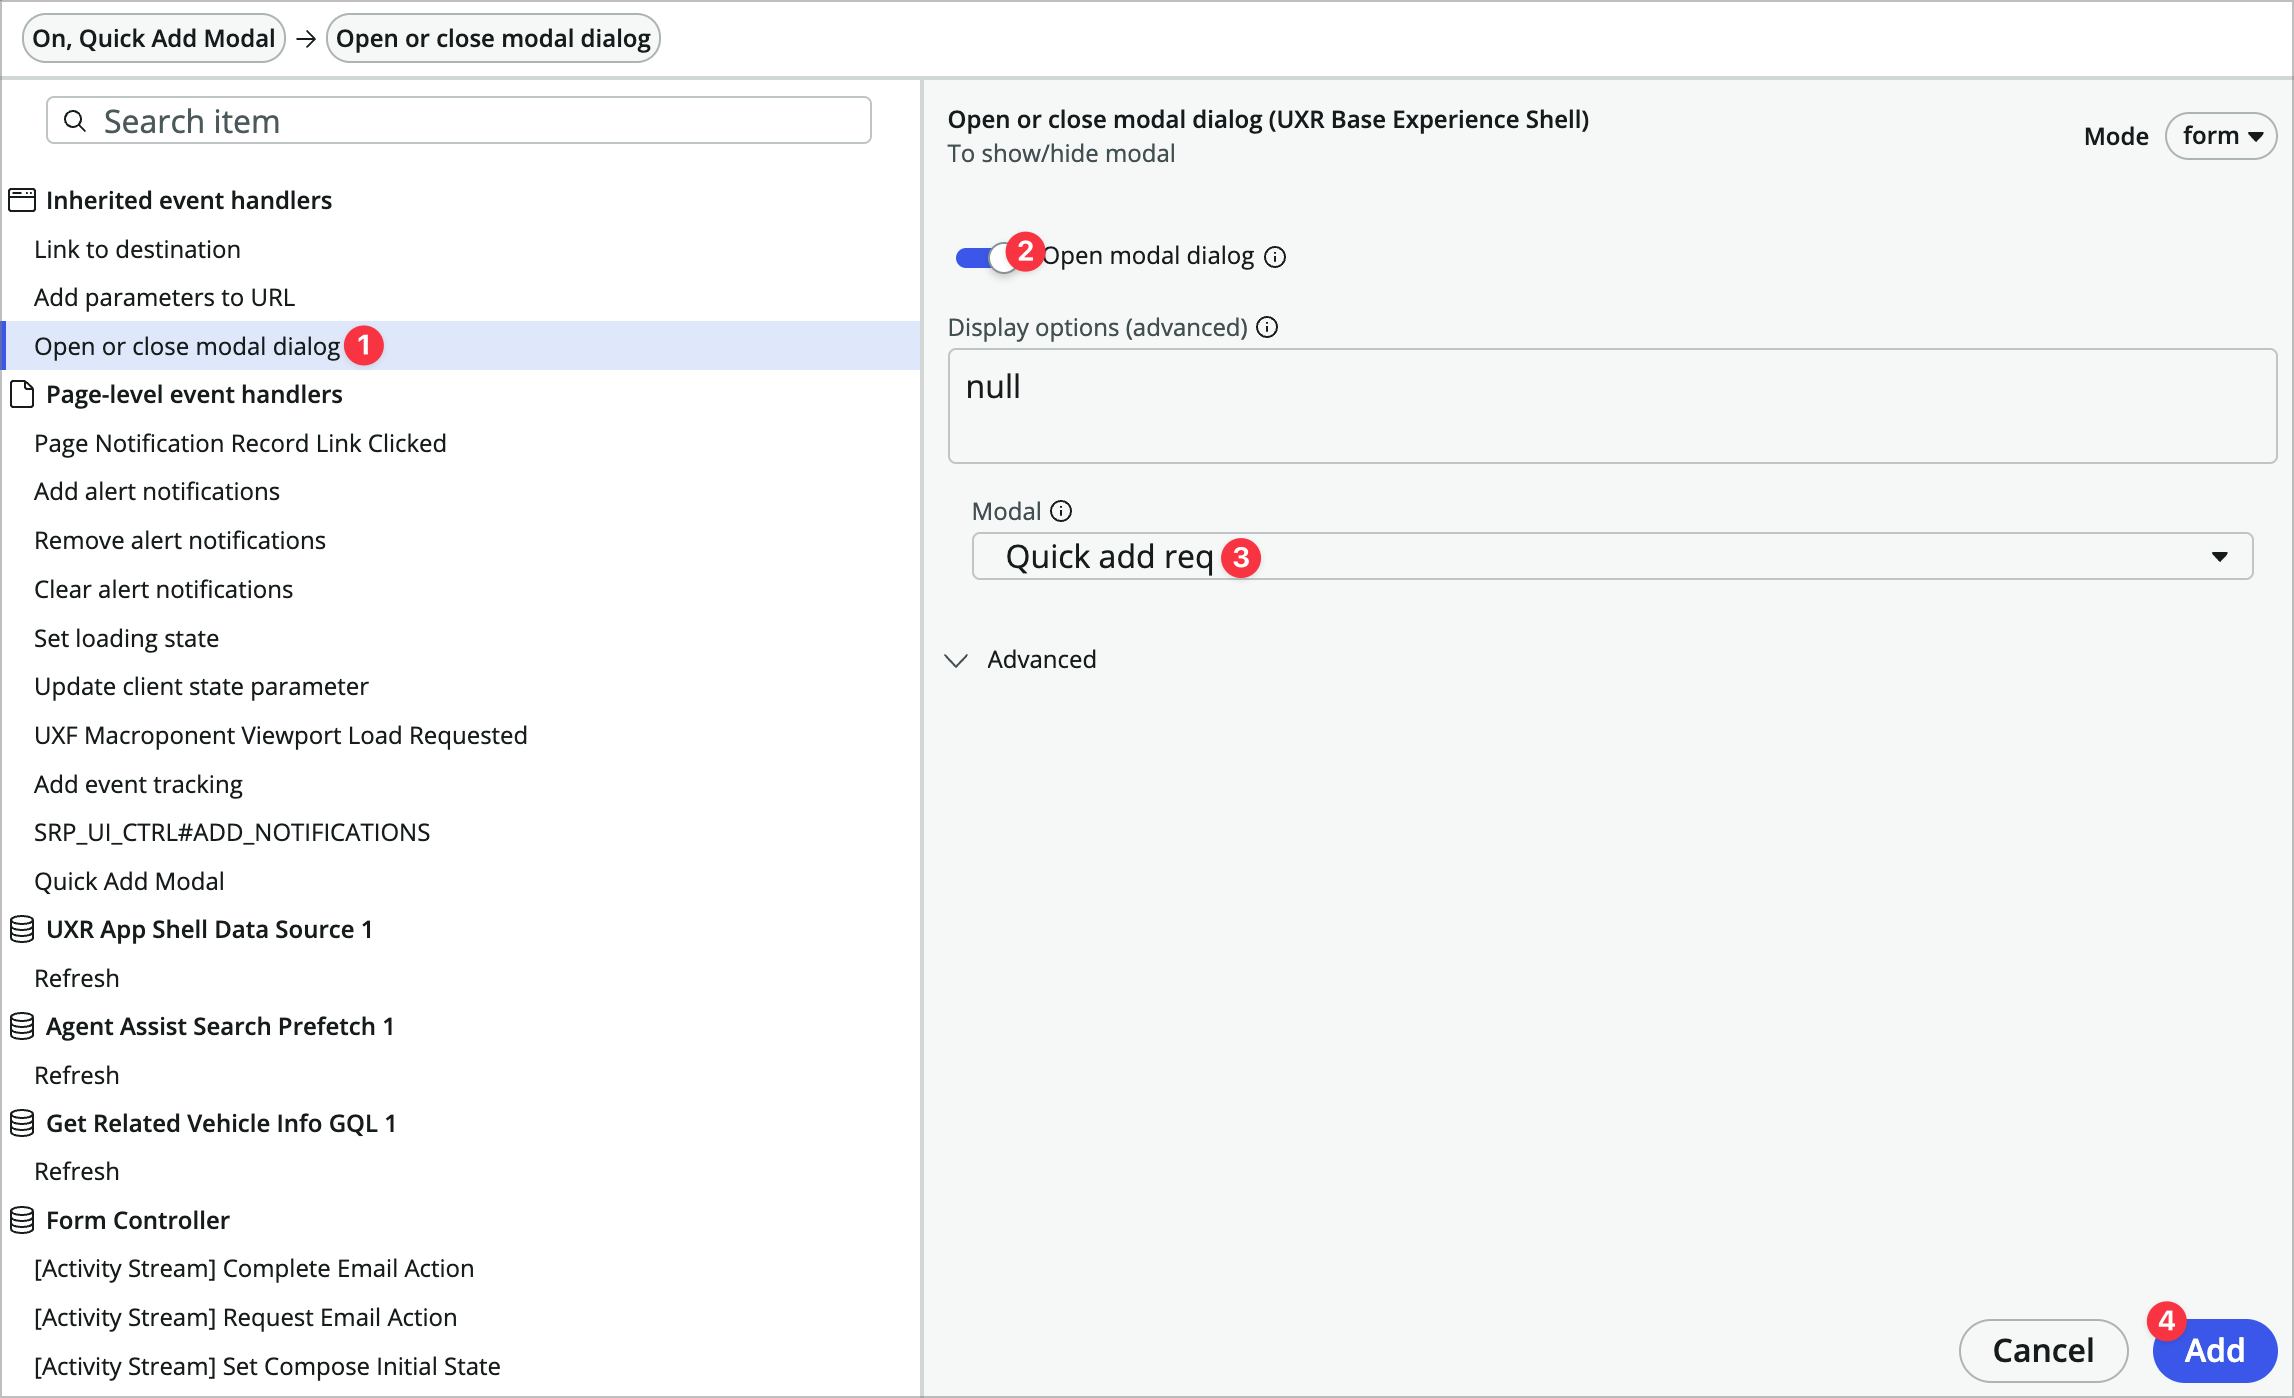 On, Quick Add Modal → Open or close modal dialog
Search item
Inherited event handlers
Link to destination
Add parameters to URL
Open or close modal dialog 1
Page-level event handlers
Page Notification Record Link Clicked
Add alert notifications
Remove alert notifications
Clear alert notifications
Set loading state
Update client state parameter
UXF Macroponent Viewport Load Requested
Add event tracking
SRP_UI_CTRL#ADD_NOTIFICATIONS
Quick Add Modal
UXR App Shell Data Source 1
Refresh
Agent Assist Search Prefetch 1
Refresh
Get Related Vehicle Info GQL 1
Refresh
Form Controller
[Activity Stream] Complete Email Action
[Activity Stream] Request Email Action
[Activity Stream] Set Compose Initial State
Open or close modal dialog (UXR Base Experience Shell)
To show/hide modal
Mode form
2 Open modal dialog
Display options (advanced)
null
Modal
Quick add req 3
Advanced
4
Cancel Add